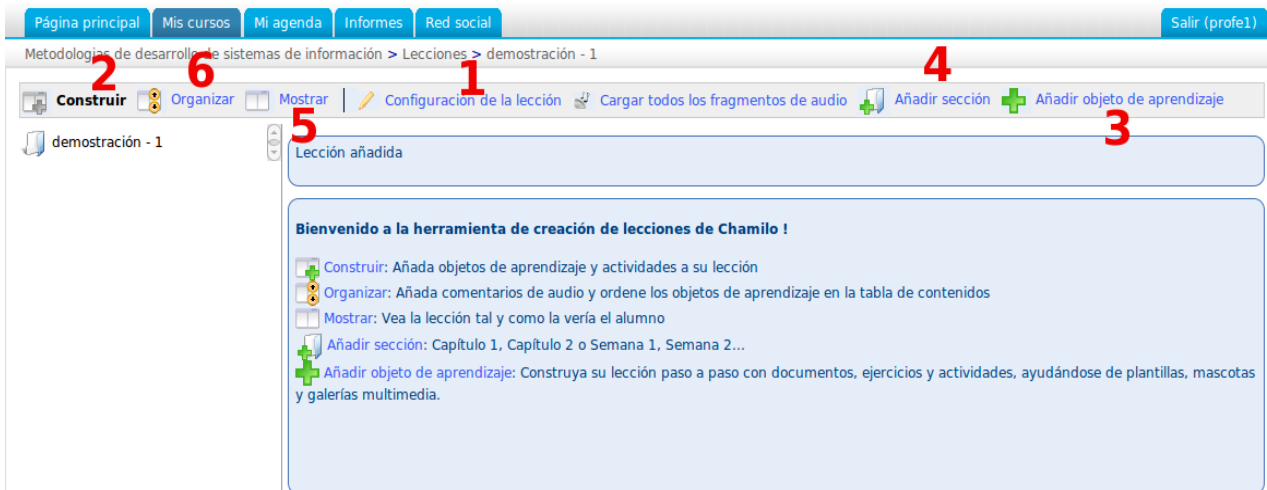 Página principal Mis cursos Mi agenda Informes Red social Salir (profe1)
Metodologias de desarrollo de sistemas de información > Lecciones > demostración - 1
2 6 1 4
Construir Organizar Mostrar Configuración de la lección Cargar todos los fragmentos de audio Añadir sección Añadir objeto de aprendizaje
5 3
demostración - 1
Lección añadida
Bienvenido a la herramienta de creación de lecciones de Chamilo !
Construir: Añada objetos de aprendizaje y actividades a su lección
Organizar: Añada comentarios de audio y ordene los objetos de aprendizaje en la tabla de contenidos
Mostrar: Vea la lección tal y como la vería el alumno
Añadir sección: Capítulo 1, Capítulo 2 o Semana 1, Semana 2...
Añadir objeto de aprendizaje: Construya su lección paso a paso con documentos, ejercicios y actividades, ayudándose de plantillas, mascotas
y galerías multimedia.